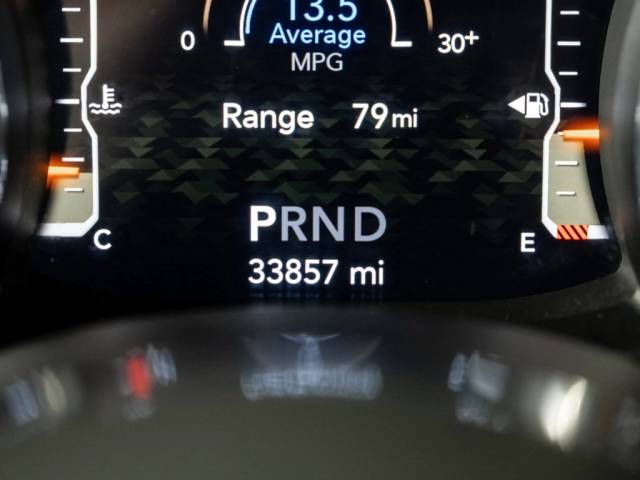 13.5
0 Average 30+
MPG
Range 79 mi
PRND
C E
33857 mi